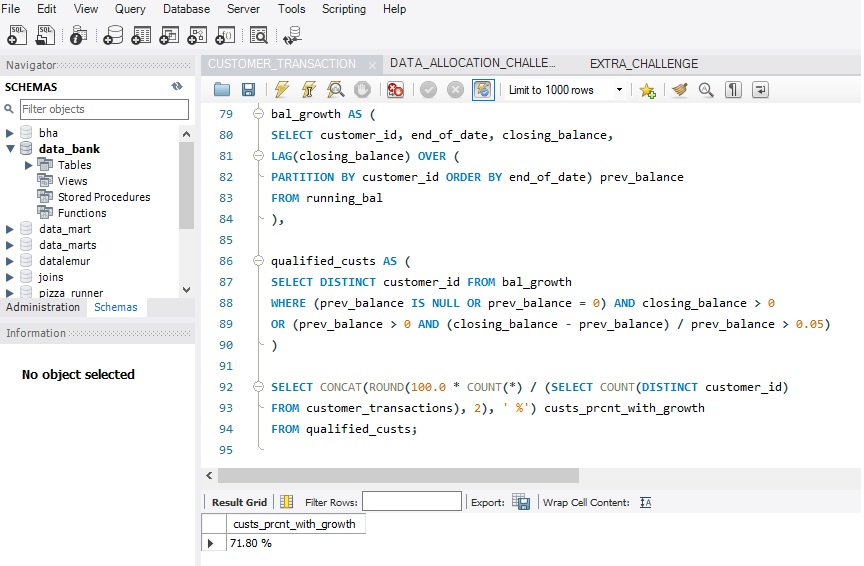 File Edit View Query Database Server Tools Scripting Help
SQL SQL
Navigator
SCHEMAS
Filter objects
bha
data_bank
Tables
Views
Stored Procedures
Functions
data_mart
data_marts
datalemur
joins
pizza_runner
Administration Schemas
Information
No object selected
CUSTOMER_TRANSACTION × DATA_ALLOCATION_CHALLE... EXTRA_CHALLENGE
Limit to 1000 rows
79 bal_growth AS (
80 SELECT customer_id, end_of_date, closing_balance,
81 LAG(closing_balance) OVER (
82 PARTITION BY customer_id ORDER BY end_of_date) prev_balance
83 FROM running_bal
84 ),
85
86 qualified_custs AS (
87 SELECT DISTINCT customer_id FROM bal_growth
88 WHERE (prev_balance IS NULL OR prev_balance = 0) AND closing_balance > 0
89 OR (prev_balance > 0 AND (closing_balance - prev_balance) / prev_balance > 0.05)
90 )
91
92 SELECT CONCAT(ROUND(100.0 * COUNT(*) / (SELECT COUNT(DISTINCT customer_id)
93 FROM customer_transactions), 2), ' %') custs_prcnt_with_growth
94 FROM qualified_custs;
95
Result Grid Filter Rows: Export: Wrap Cell Content:
custs_prcnt_with_growth
71.80 %